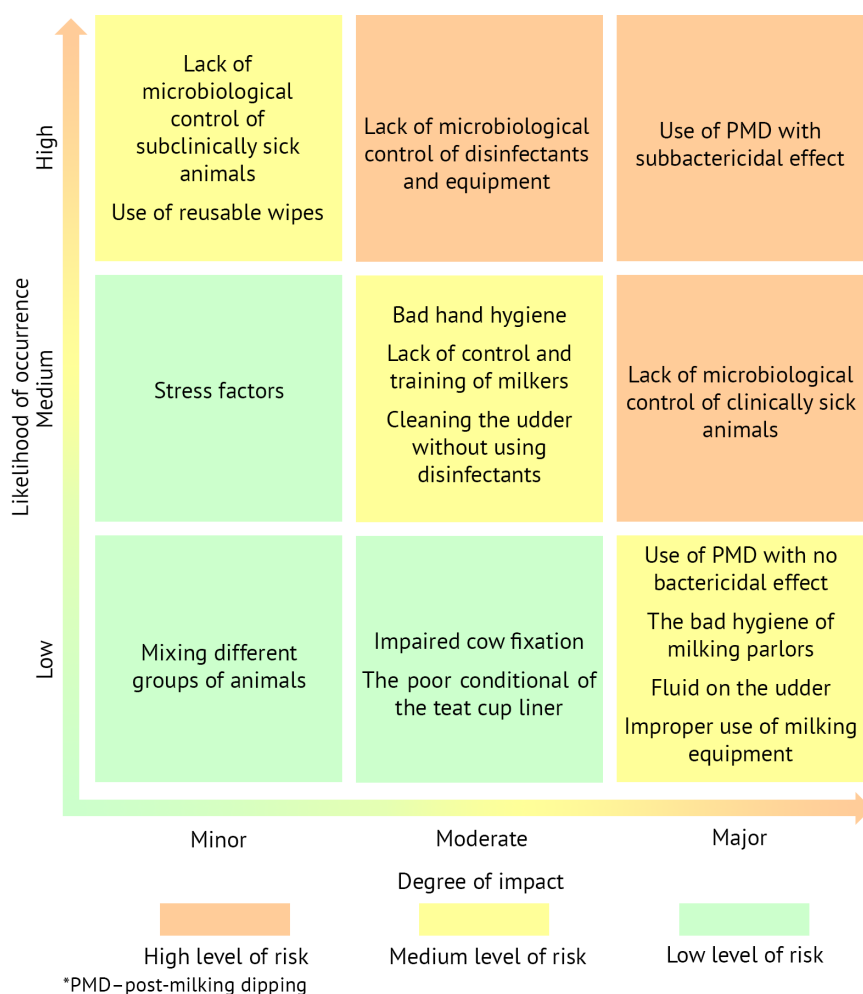 High
Lack of
microbiological
control of
subclinically sick
animals
Use of reusable wipes
Lack of microbiological
control of disinfectants
and equipment
Use of PMD with
subbactericidal effect
Likelihood of occurrence
Medium
Stress factors
Bad hand hygiene
Lack of control and
training of milkers
Cleaning the udder
without using
disinfectants
Lack of microbiological
control of clinically sick
animals
Low
Mixing different
groups of animals
Impaired cow fixation
The poor conditional of
the teat cup liner
Use of PMD with no
bactericidal effect
The bad hygiene of
milking parlors
Fluid on the udder
Improper use of milking
equipment
Minor
Moderate
Major
Degree of impact
High level of risk
Medium level of risk
Low level of risk
*PMD–post-milking dipping